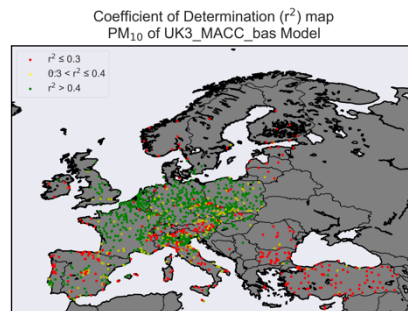 Coefficient of Determination (r²) map
PM₁₀ of UK3_MACC_bas Model
r² ≤ 0.3
0.3 < r² ≤ 0.4
r² > 0.4